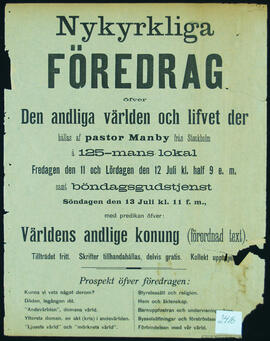 Nykyrkliga
FÖREDRAG
öfver
Den andliga världen och lifvet der
hållas af pastor Manby från Stockholm
i 125-mans lokal
Fredagen den 11 och Lördagen den 12 Juli kl. half 9 e. m.
samt böndagsgudstjenst
Söndagen den 13 Juli kl. 11 f. m.,
med predikan öfver:
Världens andlige konung (förordnad text).
Tillträdet fritt. Skrifter tillhandahållas, delvis gratis. Kollekt
Prospekt öfver föredragen:
Kunna vi veta något derom?
Döden, ingången dit.
"Andevärlden", domens värld.
Yttersta domen, en akt (kris) i andevärlden.
"Ljusets värld" och "mörkrets värld".
Styrelsesätt och religion.
Hem och äktenskap.
Barnuppfostran och undervisning
Sysselsättningar och
Förbindelsen med vår värld.